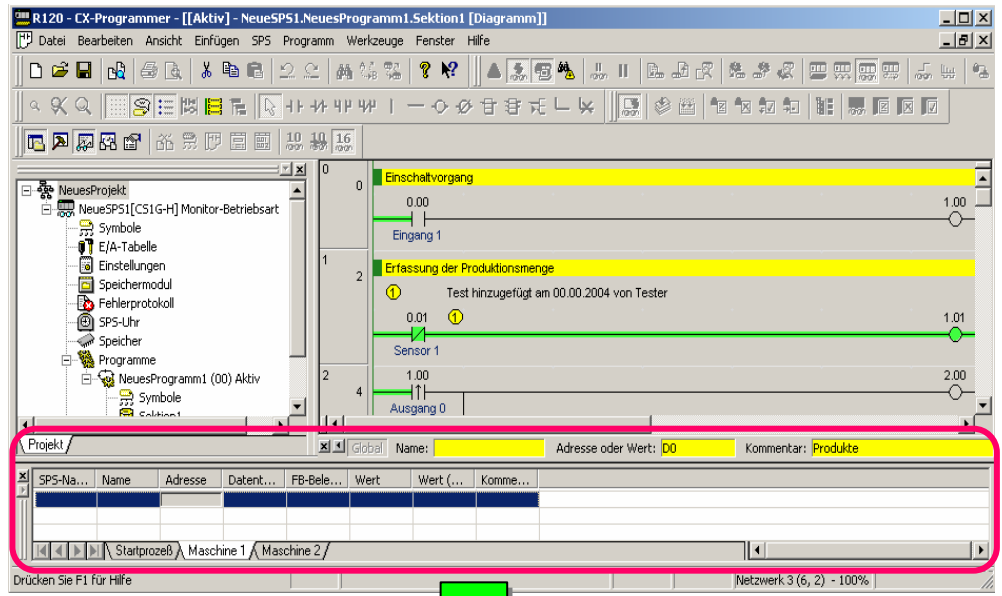 R120 - CX-Programmer - [[Aktiv] - NeueSPS1.NeuesProgramm1.Sektion1 [Diagramm]]
Datei Bearbeiten Ansicht Einfügen SPS Programm Werkzeuge Fenster Hilfe
10 10 16
NeuesProjekt
NeueSPS1[CS1G-H] Monitor-Betriebsart
Symbole
E/A-Tabelle
Einstellungen
Speichermodul
Fehlerprotokoll
SPS-Uhr
Speicher
Programme
NeuesProgramm1 (00) Aktiv
Symbole
Sektion1
Projekt
0
0
Einschaltvorgang
0.00 1.00
Eingang 1
1
2
Erfassung der Produktionsmenge
1 Test hinzugefügt am 00.00.2004 von Tester
0.01 1 1.01
Sensor 1
2
4
1.00 2.00
Ausgang 0
Global Name: Adresse oder Wert: D0 Kommentar: Produkte
SPS-Na... Name Adresse Datent... FB-Bele... Wert Wert (... Komme...
Startprozeß Maschine 1 Maschine 2
Drücken Sie F1 für Hilfe Netzwerk 3 (6, 2) - 100%